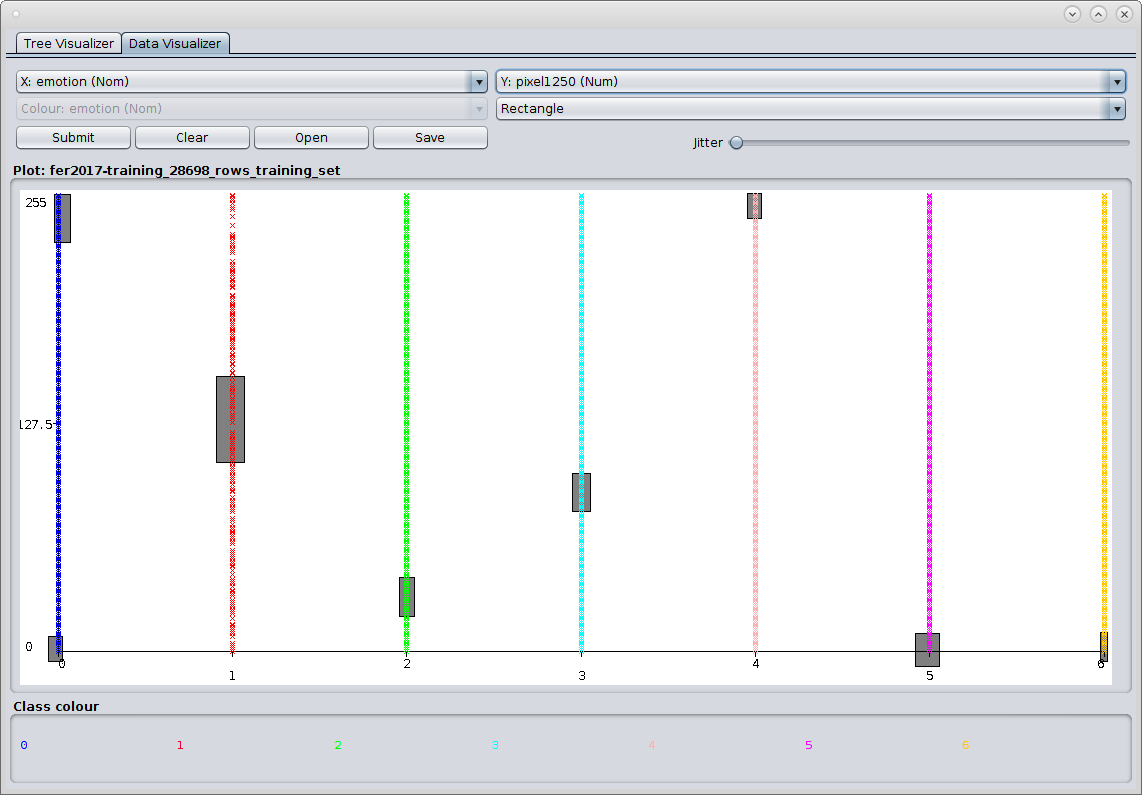 Tree Visualizer Data Visualizer
X: emotion (Nom) Y: pixel1250 (Num)
Colour: emotion (Nom) Rectangle
Submit Clear Open Save Jitter
Plot: fer2017-training_28698_rows_training_set
255
127.5
0
0 1 2 3 4 5 6
Class colour
0 1 2 3 4 5 6